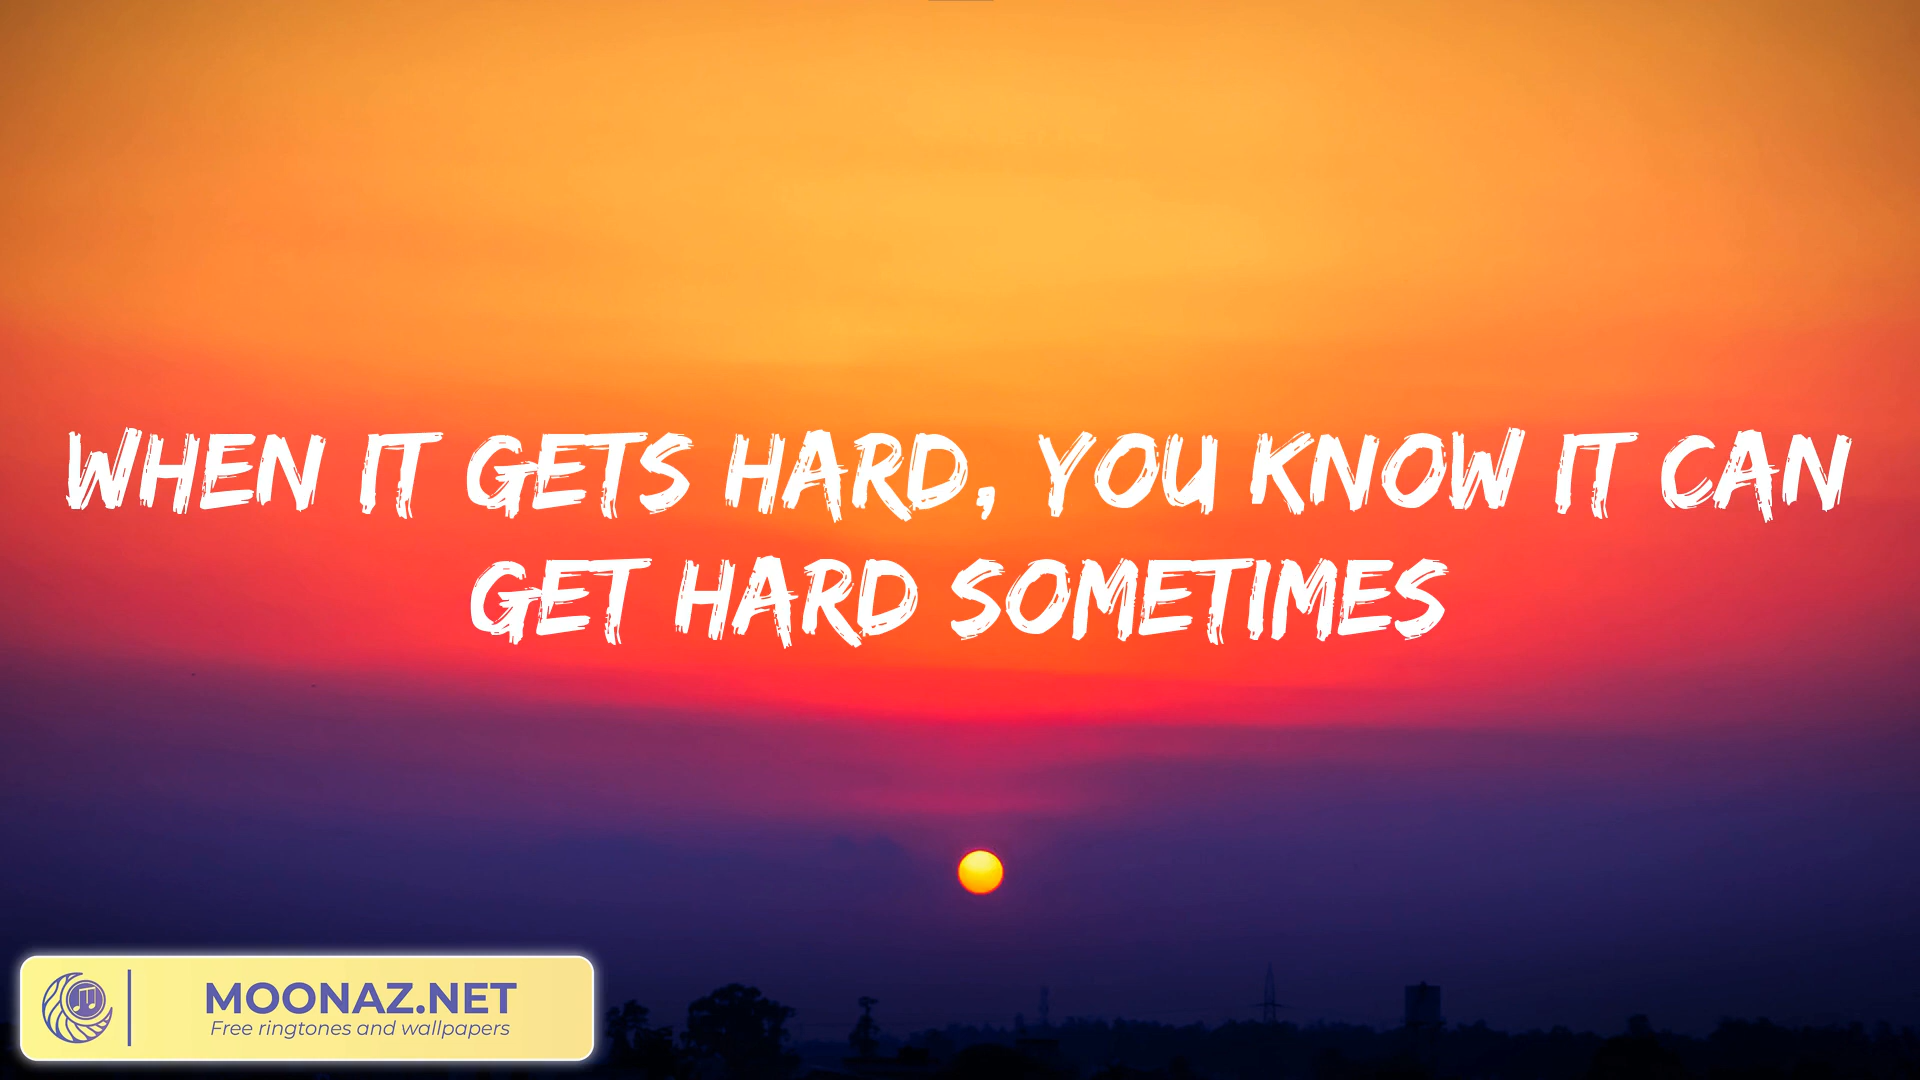 WHEN IT GETS HARD, YOU KNOW IT CAN
GET HARD SOMETIMES
MOONAZ.NET
Free ringtones and wallpapers